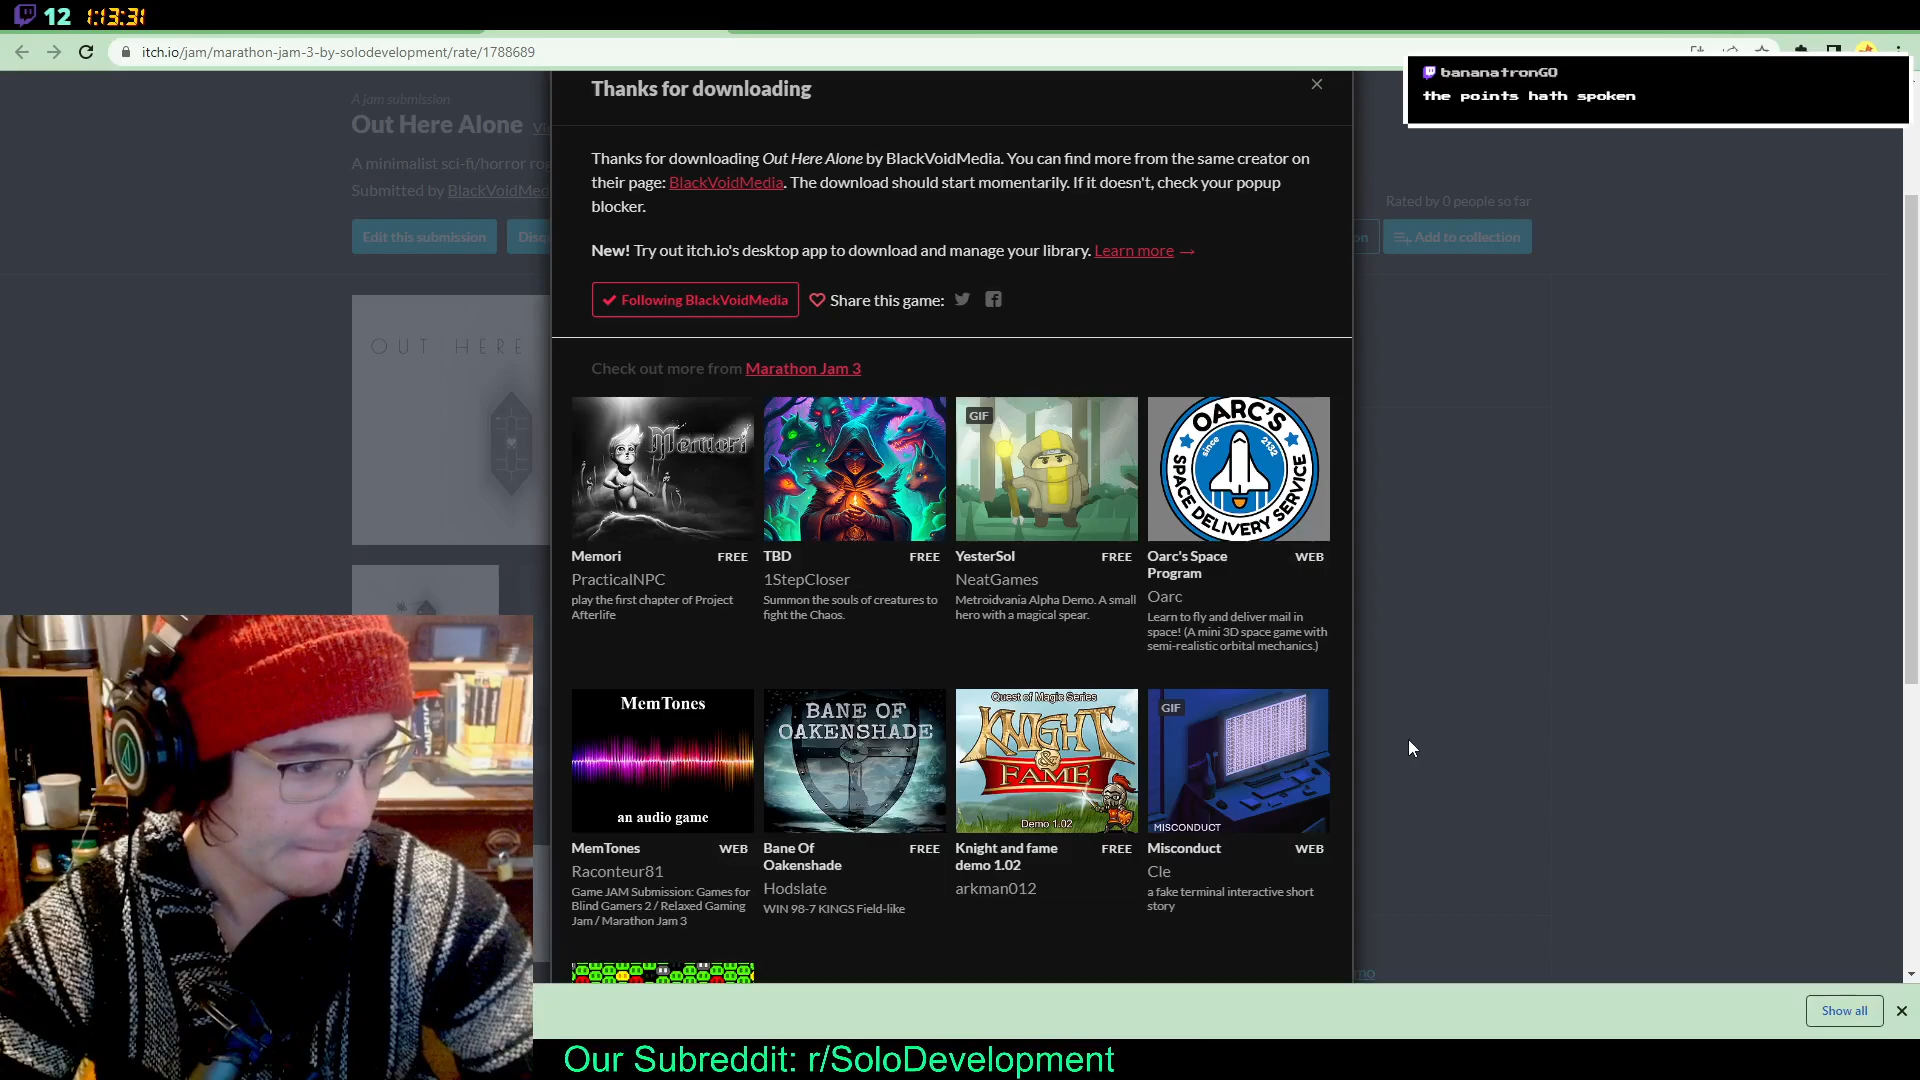 12 1:13:31
itch.io/jam/marathon-jam-3-by-solodevelopment/rate/1788689
bananatronGO
the points hath spoken
A jam submission
Out Here Alone
A minimalist sci-fi/horror
Submitted by
Edit this submission
Rated by 0 people so far
Add to collection
OUT HERE
Thanks for downloading
Thanks for downloading Out Here Alone by BlackVoidMedia. You can find more from the same creator on
their page: BlackVoidMedia. The download should start momentarily. If it doesn't, check your popup
blocker.
New! Try out itch.io's desktop app to download and manage your library. Learn more →
Following BlackVoidMedia Share this game:
Check out more from Marathon Jam 3
Memori
GIF
OARC'S
since 2132
SPACE DELIVERY SERVICE
Memori FREE
PracticalNPC
play the first chapter of Project
Afterlife
TBD FREE
1StepCloser
Summon the souls of creatures to
fight the Chaos.
YesterSol FREE
NeatGames
Metroidvania Alpha Demo. A small
hero with a magical spear.
Oarc's Space WEB
Program
Oarc
Learn to fly and deliver mail in
space! (A mini 3D space game with
semi-realistic orbital mechanics.)
MemTones
an audio game
BANE OF
OAKENSHADE
Quest of Magic Series
KNIGHT
&
FAME
Demo 1.02
GIF
MISCONDUCT
MemTones WEB
Raconteur81
Game JAM Submission: Games for
Blind Gamers 2 / Relaxed Gaming
Jam / Marathon Jam 3
Bane Of FREE
Oakenshade
Hodslate
WIN 98-7 KINGS Field-like
Knight and fame FREE
demo 1.02
arkman012
Misconduct WEB
Cle
a fake terminal interactive short
story
Show all
Our Subreddit: r/SoloDevelopment